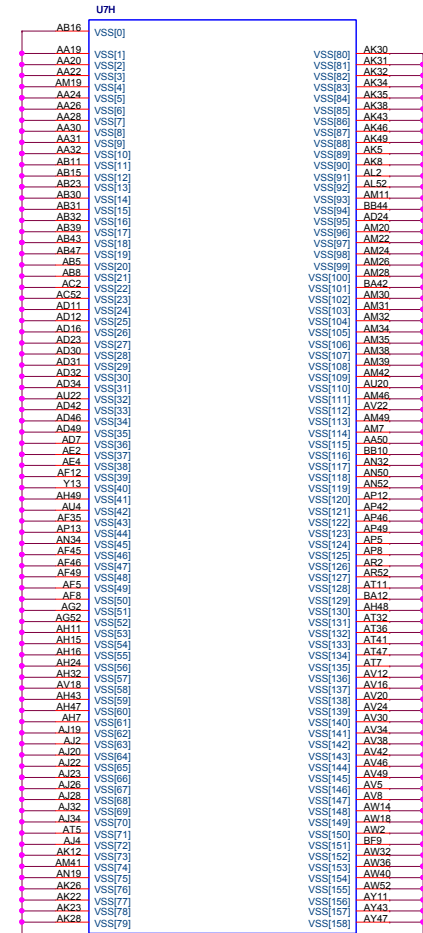 U7H
AB16 VSS[0]
AA19 VSS[1] VSS[80] AK30
AA20 VSS[2] VSS[81] AK31
AA22 VSS[3] VSS[82] AK32
AM19 VSS[4] VSS[83] AK34
AA24 VSS[5] VSS[84] AK35
AA26 VSS[6] VSS[85] AK38
AA28 VSS[7] VSS[86] AK43
AA30 VSS[8] VSS[87] AK46
AA31 VSS[9] VSS[88] AK49
AA32 VSS[10] VSS[89] AK5
AB11 VSS[11] VSS[90] AK8
AB15 VSS[12] VSS[91] AL2
AB23 VSS[13] VSS[92] AL52
AB30 VSS[14] VSS[93] AM11
AB31 VSS[15] VSS[94] BB44
AB32 VSS[16] VSS[95] AD24
AB39 VSS[17] VSS[96] AM20
AB43 VSS[18] VSS[97] AM22
AB47 VSS[19] VSS[98] AM24
AB5 VSS[20] VSS[99] AM26
AB8 VSS[21] VSS[100] AM28
AC2 VSS[22] VSS[101] BA42
AC52 VSS[23] VSS[102] AM30
AD11 VSS[24] VSS[103] AM31
AD12 VSS[25] VSS[104] AM32
AD16 VSS[26] VSS[105] AM34
AD23 VSS[27] VSS[106] AM35
AD30 VSS[28] VSS[107] AM38
AD31 VSS[29] VSS[108] AM39
AD32 VSS[30] VSS[109] AM42
AD34 VSS[31] VSS[110] AU20
AU22 VSS[32] VSS[111] AM46
AD42 VSS[33] VSS[112] AV22
AD46 VSS[34] VSS[113] AM49
AD49 VSS[35] VSS[114] AM7
AD7 VSS[36] VSS[115] AA50
AE2 VSS[37] VSS[116] BB10
AE4 VSS[38] VSS[117] AN32
AF12 VSS[39] VSS[118] AN50
Y13 VSS[40] VSS[119] AN52
AH49 VSS[41] VSS[120] AP12
AU4 VSS[42] VSS[121] AP42
AF35 VSS[43] VSS[122] AP46
AP13 VSS[44] VSS[123] AP49
AN34 VSS[45] VSS[124] AP5
AF45 VSS[46] VSS[125] AP8
AF46 VSS[47] VSS[126] AR2
AF49 VSS[48] VSS[127] AR52
AF5 VSS[49] VSS[128] AT11
AF8 VSS[50] VSS[129] BA12
AG2 VSS[51] VSS[130] AH48
AG52 VSS[52] VSS[131] AT32
AH11 VSS[53] VSS[132] AT36
AH15 VSS[54] VSS[133] AT41
AH16 VSS[55] VSS[134] AT47
AH24 VSS[56] VSS[135] AT7
AH32 VSS[57] VSS[136] AV12
AV18 VSS[58] VSS[137] AV16
AH43 VSS[59] VSS[138] AV20
AH47 VSS[60] VSS[139] AV24
AH7 VSS[61] VSS[140] AV30
AJ19 VSS[62] VSS[141] AV34
AJ2 VSS[63] VSS[142] AV38
AJ20 VSS[64] VSS[143] AV42
AJ22 VSS[65] VSS[144] AV46
AJ23 VSS[66] VSS[145] AV49
AJ26 VSS[67] VSS[146] AV5
AJ28 VSS[68] VSS[147] AV8
AJ32 VSS[69] VSS[148] AW14
AJ34 VSS[70] VSS[149] AW18
AT5 VSS[71] VSS[150] AW2
AJ4 VSS[72] VSS[151] BF9
AK12 VSS[73] VSS[152] AW32
AM41 VSS[74] VSS[153] AW36
AN19 VSS[75] VSS[154] AW40
AK26 VSS[76] VSS[155] AW52
AK22 VSS[77] VSS[156] AY11
AK23 VSS[78] VSS[157] AY43
AK28 VSS[79] VSS[158] AY47